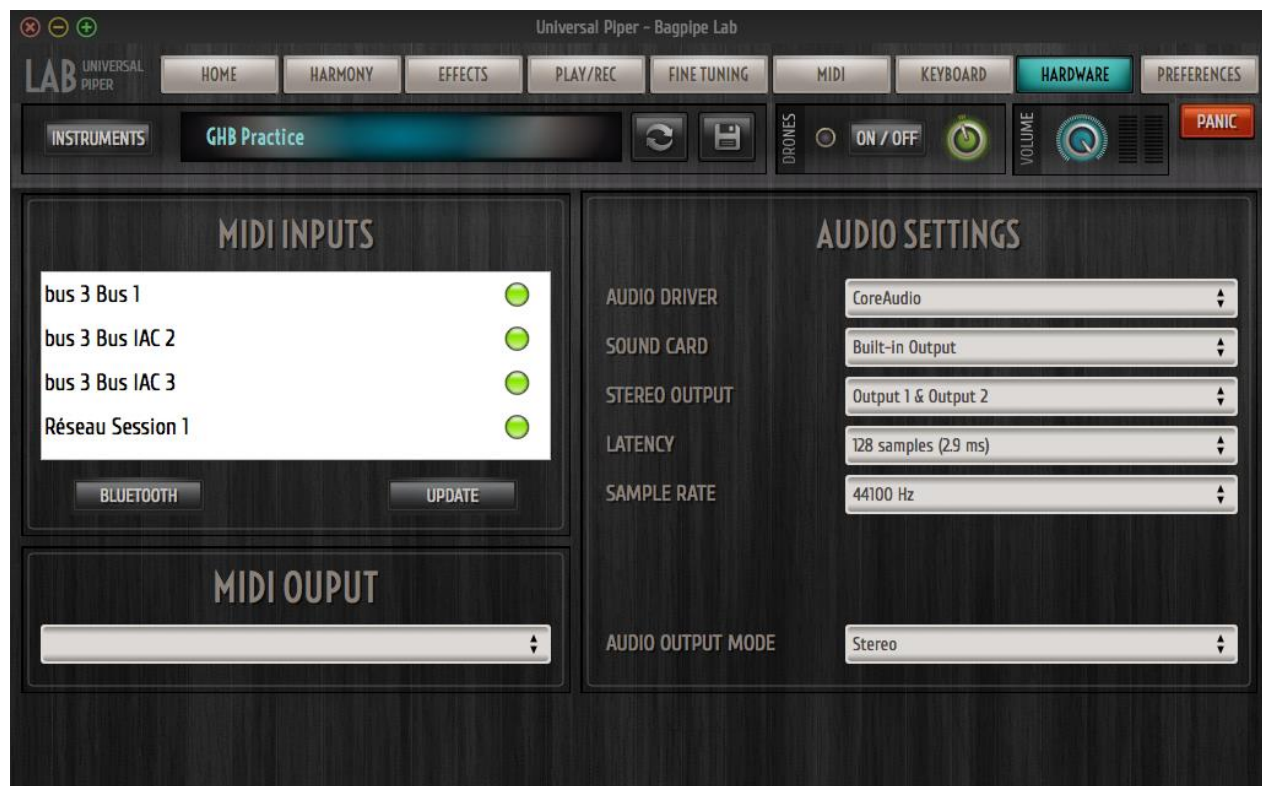 Universal Piper - Bagpipe Lab
LAB UNIVERSAL PIPER
HOME
HARMONY
EFFECTS
PLAY/REC
FINE TUNING
MIDI
KEYBOARD
HARDWARE
PREFERENCES
INSTRUMENTS
GHB Practice
DRONES
ON / OFF
VOLUME
PANIC
MIDI INPUTS
bus 3 Bus 1
bus 3 Bus IAC 2
bus 3 Bus IAC 3
Réseau Session 1
BLUETOOTH
UPDATE
MIDI OUPUT
AUDIO SETTINGS
AUDIO DRIVER
CoreAudio
SOUND CARD
Built-in Output
STEREO OUTPUT
Output 1 & Output 2
LATENCY
128 samples (2.9 ms)
SAMPLE RATE
44100 Hz
AUDIO OUTPUT MODE
Stereo